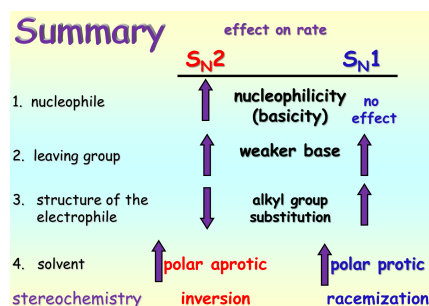 Summary
effect on rate
SN2 SN1
1. nucleophile nucleophilicity no
(basicity) effect
2. leaving group weaker base
3. structure of the alkyl group
electrophile substitution
4. solvent polar aprotic polar protic
stereochemistry inversion racemization